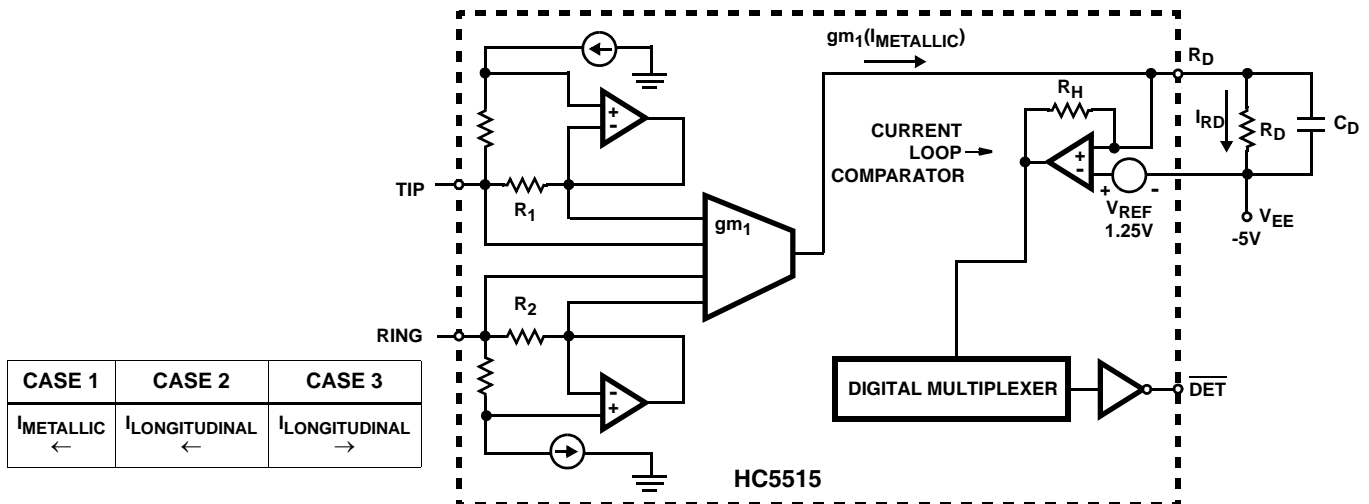 gm1(IMETALLIC)
RD
+
-
RH
IRD
RD
CD
CURRENT
LOOP →
COMPARATOR
+
-
+
-
VREF
1.25V
VEE
-5V
TIP
R1
gm1
R2
RING
-
+
DIGITAL MULTIPLEXER
DET
HC5515
CASE 1 CASE 2 CASE 3
IMETALLIC ILONGITUDINAL ILONGITUDINAL
← ← →